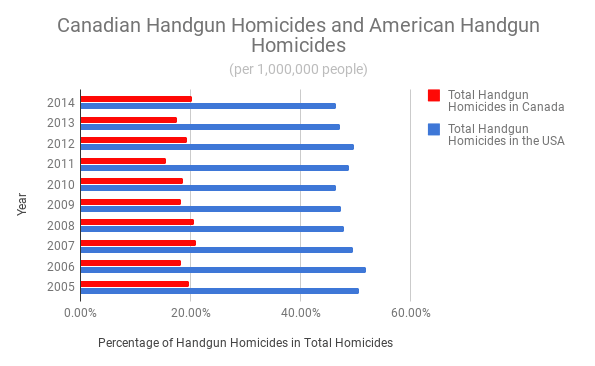 Canadian Handgun Homicides and American Handgun
Homicides
(per 1,000,000 people)
Total Handgun
Homicides in Canada
Total Handgun
Homicides in the USA
Year
2014
2013
2012
2011
2010
2009
2008
2007
2006
2005
0.00%
20.00%
40.00%
60.00%
Percentage of Handgun Homicides in Total Homicides